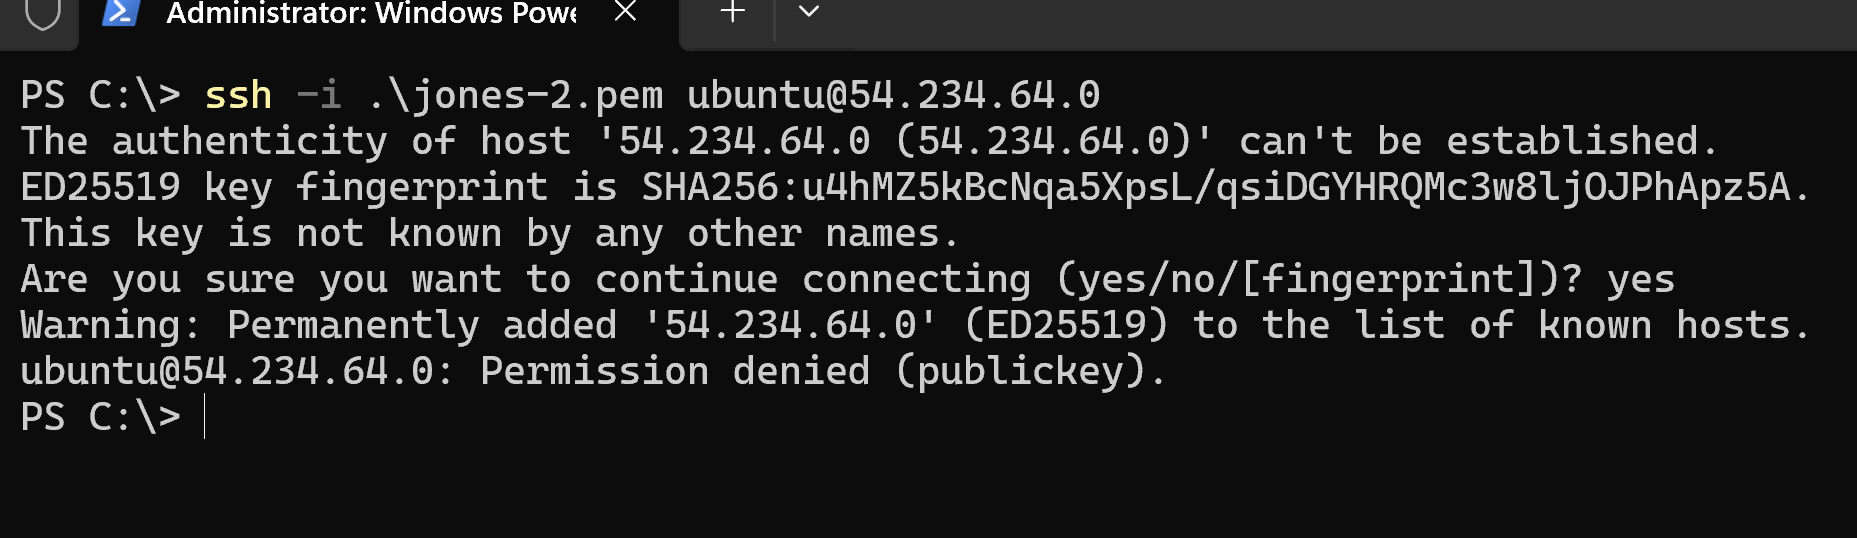 Administrator: Windows Powe
PS C:\> ssh -i .\jones-2.pem ubuntu@54.234.64.0
The authenticity of host '54.234.64.0 (54.234.64.0)' can't be established.
ED25519 key fingerprint is SHA256:u4hMZ5kBcNqa5XpsL/qsiDGYHRQMc3w8ljOJPhApz5A.
This key is not known by any other names.
Are you sure you want to continue connecting (yes/no/[fingerprint])? yes
Warning: Permanently added '54.234.64.0' (ED25519) to the list of known hosts.
ubuntu@54.234.64.0: Permission denied (publickey).
PS C:\>